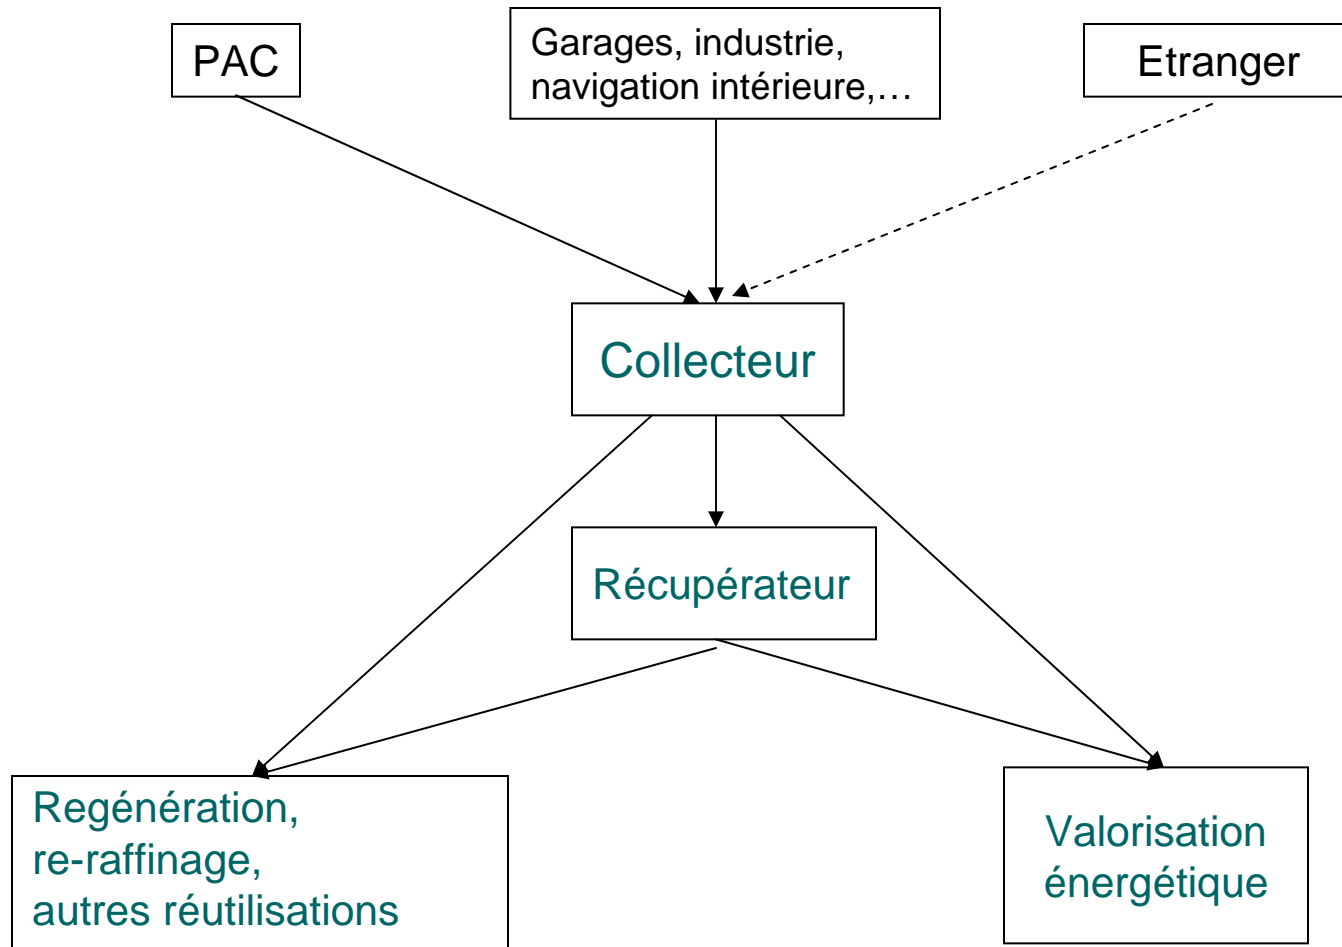 PAC
Garages, industrie,
navigation intérieure,…
Etranger
Collecteur
Récupérateur
Regénération,
re-raffinage,
autres réutilisations
Valorisation
énergétique